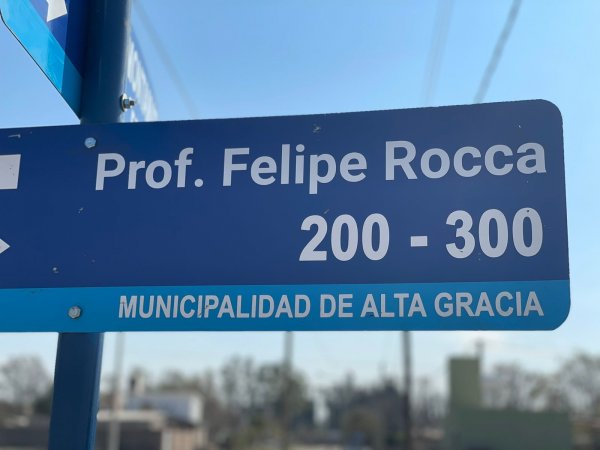 Prof. Felipe Rocca
200 - 300
MUNICIPALIDAD DE ALTA GRACIA